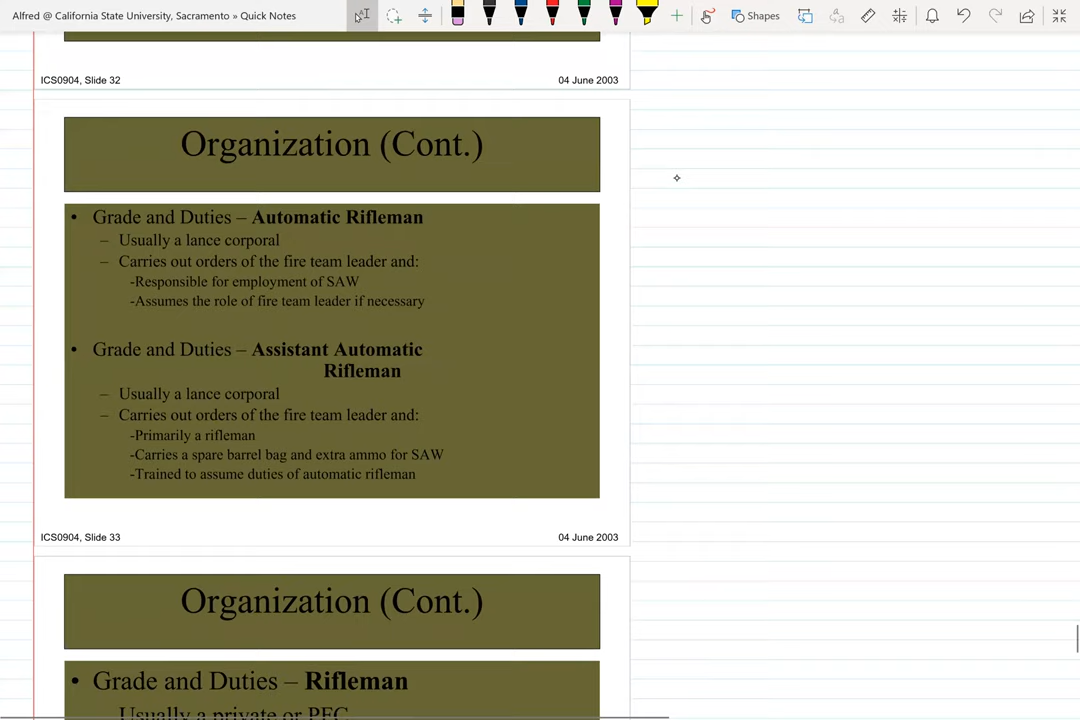 Alfred @ California State University, Sacramento » Quick Notes
Shapes
ICS0904, Slide 32
04 June 2003
Organization (Cont.)
• Grade and Duties – Automatic Rifleman
– Usually a lance corporal
– Carries out orders of the fire team leader and:
-Responsible for employment of SAW
-Assumes the role of fire team leader if necessary
• Grade and Duties – Assistant Automatic
Rifleman
– Usually a lance corporal
– Carries out orders of the fire team leader and:
-Primarily a rifleman
-Carries a spare barrel bag and extra ammo for SAW
-Trained to assume duties of automatic rifleman
ICS0904, Slide 33
04 June 2003
Organization (Cont.)
• Grade and Duties – Rifleman
Usually a private or PFC